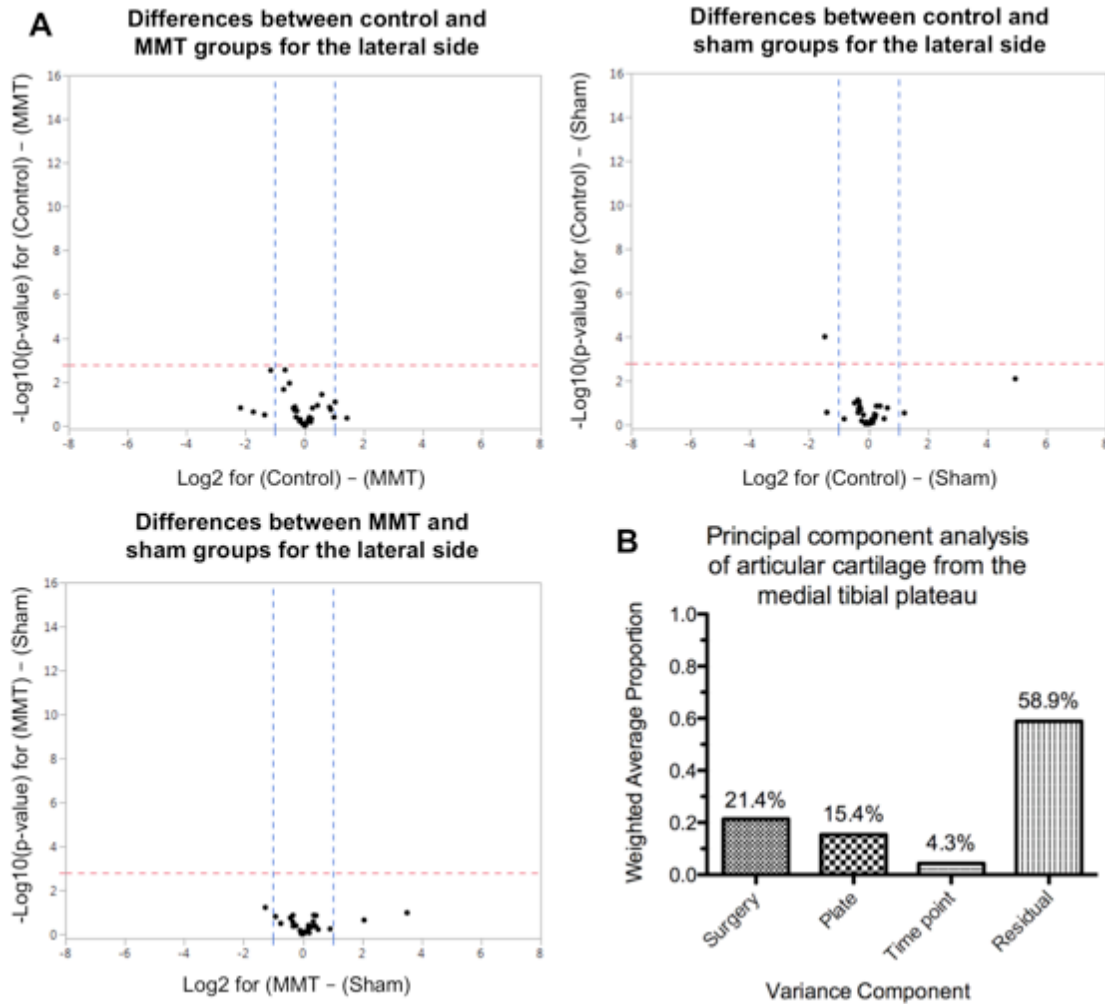 A
Differences between control and
MMT groups for the lateral side
-Log10(p-value) for (Control) – (MMT)
16
14
12
10
8
6
4
2
0
-8 -6 -4 -2 0 2 4 6 8
Log2 for (Control) – (MMT)
Differences between control and
sham groups for the lateral side
-Log10(p-value) for (Control) – (Sham)
16
14
12
10
8
6
4
2
0
-8 -6 -4 -2 0 2 4 6 8
Log2 for (Control) – (Sham)
Differences between MMT and
sham groups for the lateral side
-Log10(p-value) for (MMT) – (Sham)
16
14
12
10
8
6
4
2
0
-8 -6 -4 -2 0 2 4 6 8
Log2 for (MMT – (Sham)
B
Principal component analysis
of articular cartilage from the
medial tibial plateau
Weighted Average Proportion
1.0
0.8
0.6
0.4
0.2
0.0
21.4%
15.4%
4.3%
58.9%
Surgery
Plate
Time point
Residual
Variance Component